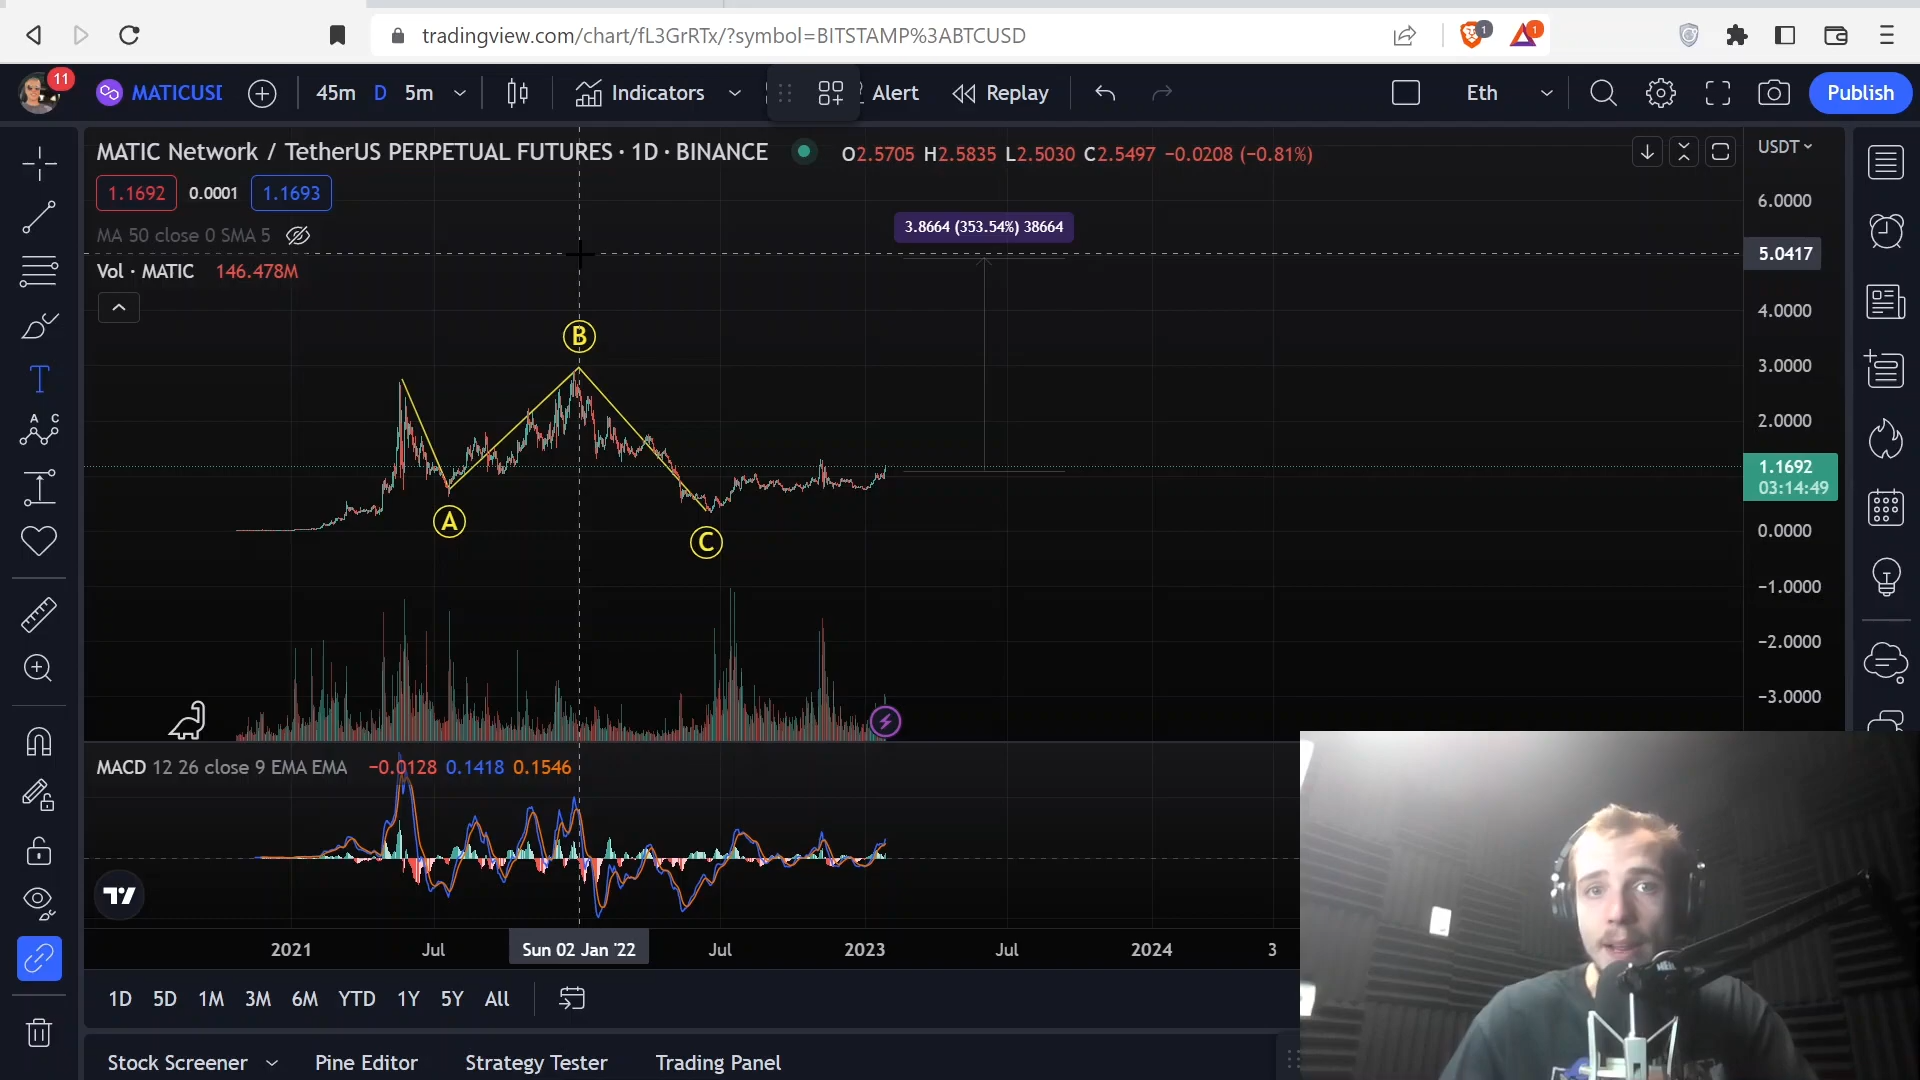 tradingview.com/chart/fL3GrRTx/?symbol=BITSTAMP%3ABTCUSD
1
1
11
MATICUSD
45m
D
5m
Indicators
Alert
Replay
Eth
Publish
MATIC Network / TetherUS PERPETUAL FUTURES · 1D · BINANCE
O2.5705 H2.5835 L2.5030 C2.5497 −0.0208 (−0.81%)
USDT
1.1692
0.0001
1.1693
MA 50 close 0 SMA 5
Vol · MATIC 146.478M
3.8664 (353.54%) 38664
6.0000
5.0417
4.0000
3.0000
2.0000
1.1692
03:14:49
0.0000
−1.0000
−2.0000
−3.0000
B
A
C
T
A C
MACD 12 26 close 9 EMA EMA −0.0128 0.1418 0.1546
2021
Jul
Sun 02 Jan '22
Jul
2023
Jul
2024
3
1D
5D
1M
3M
6M
YTD
1Y
5Y
All
Stock Screener
Pine Editor
Strategy Tester
Trading Panel